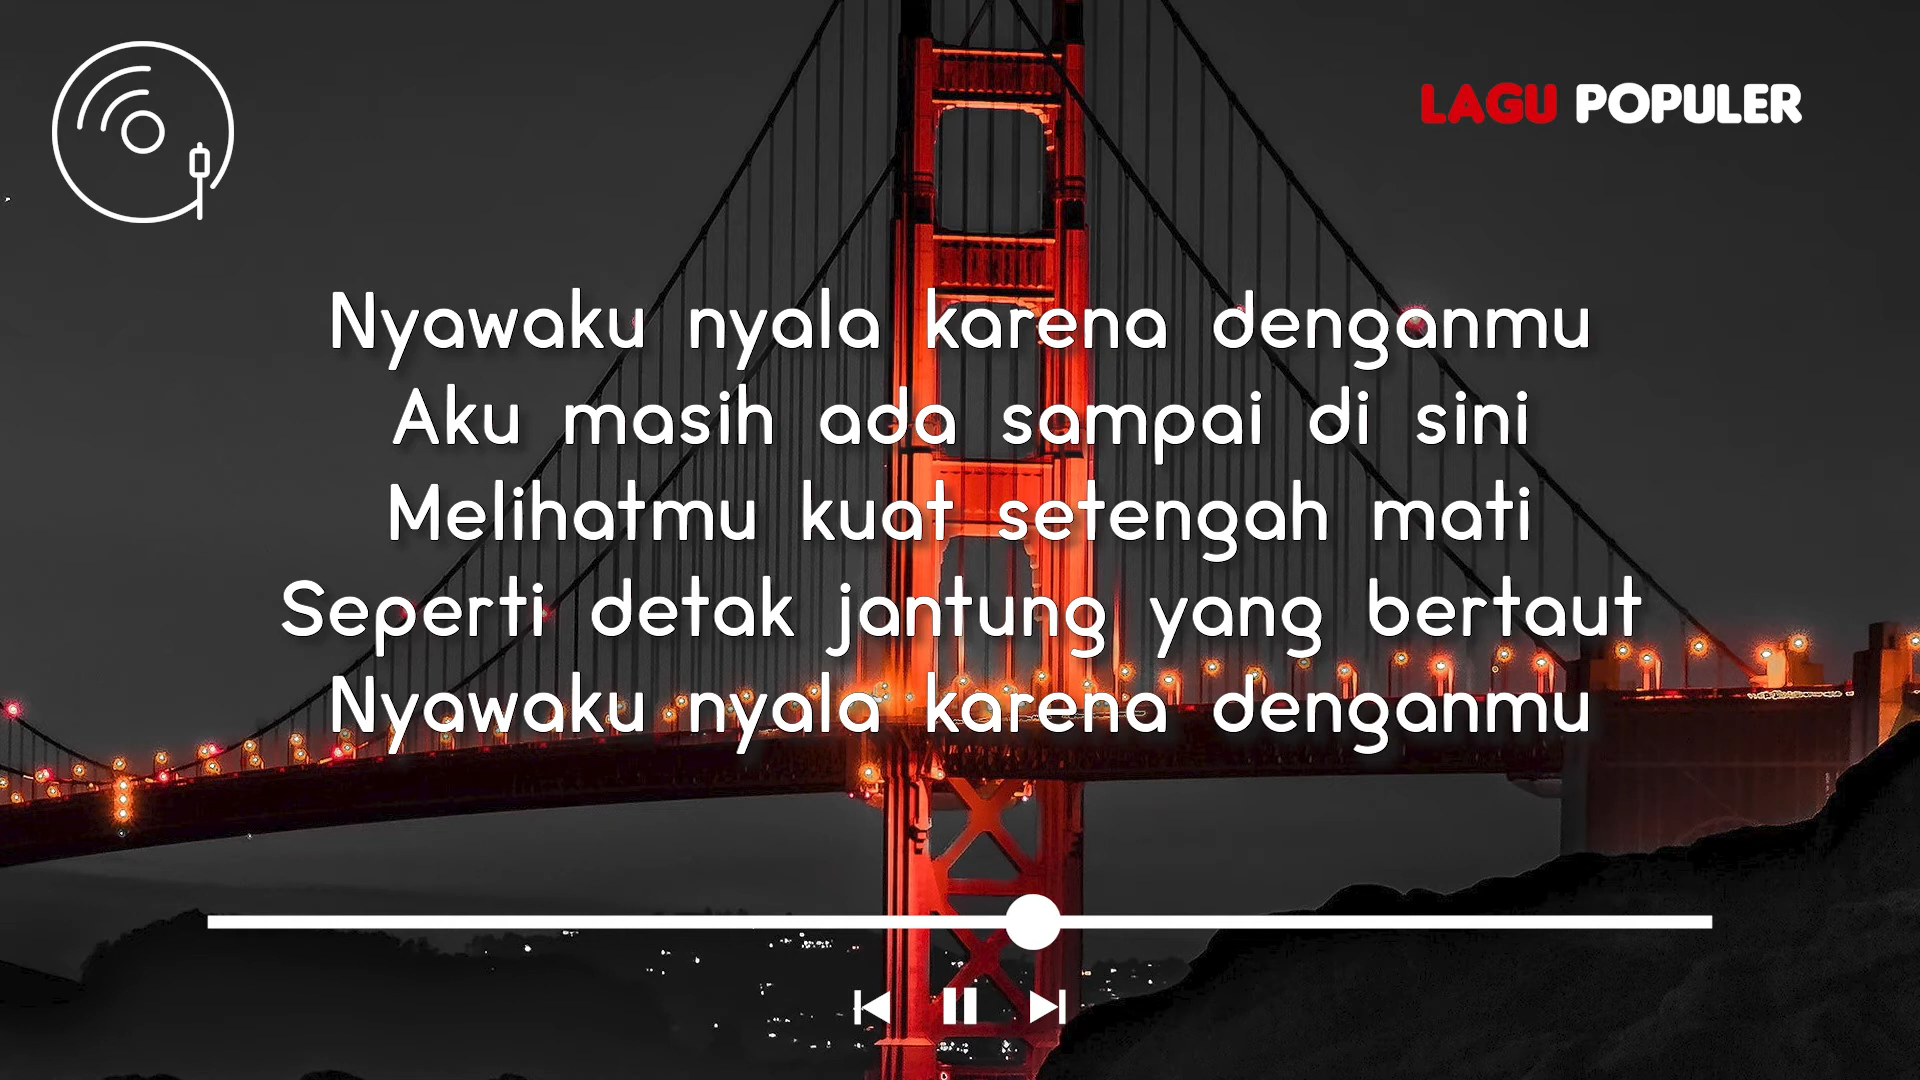 LAGU POPULER
Nyawaku nyala karena denganmu
Aku masih ada sampai di sini
Melihatmu kuat setengah mati
Seperti detak jantung yang bertaut
Nyawaku nyala karena denganmu